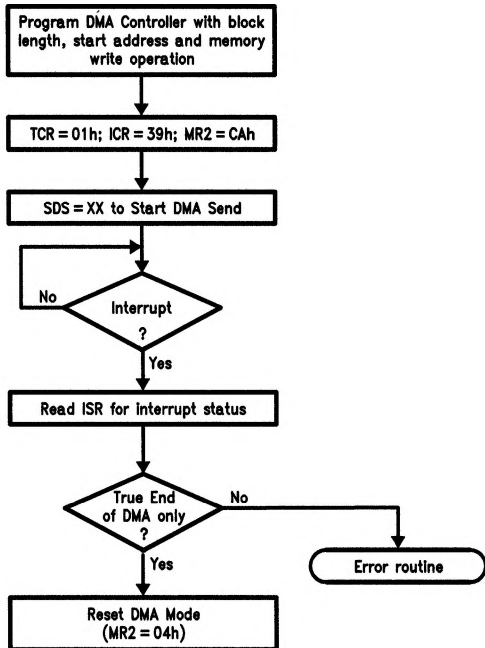 Program DMA Controller with block
length, start address and memory
write operation
TCR = 01h; ICR = 39h; MR2 = CAh
SDS = XX to Start DMA Send
No
Interrupt
?
Yes
Read ISR for interrupt status
True End
of DMA only
?
No
Yes
Error routine
Reset DMA Mode
(MR2 = 04h)